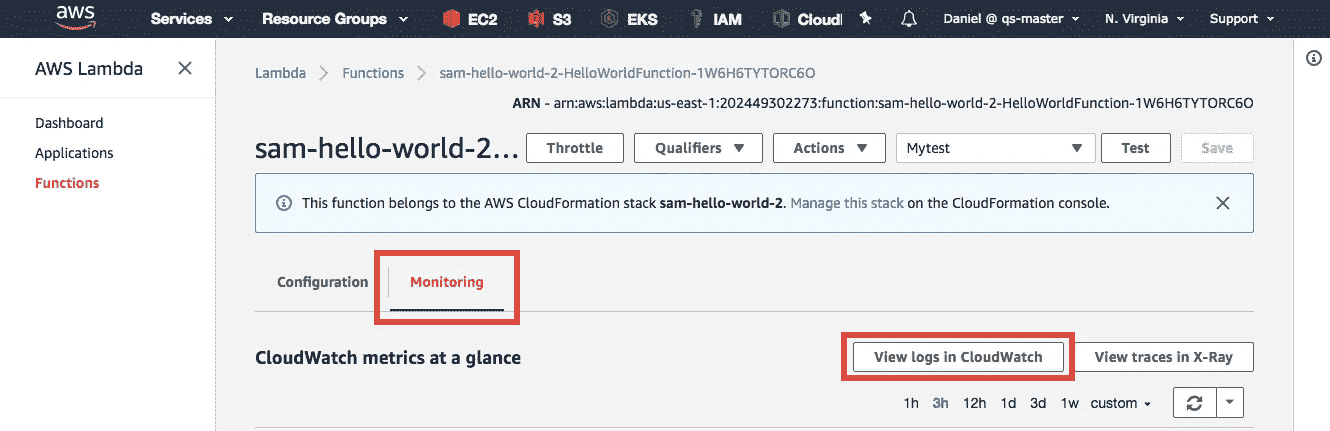 aws Services Resource Groups EC2 S3 EKS IAM Cloud Daniel @ qs-master N. Virginia Support
AWS Lambda
Dashboard
Applications
Functions
Lambda Functions sam-hello-world-2-HelloWorldFunction-1W6H6TYTORC6O
ARN - arn:aws:lambda:us-east-1:202449302273:function:sam-hello-world-2-HelloWorldFunction-1W6H6TYTORC6O
sam-hello-world-2... Throttle Qualifiers Actions Mytest Test Save
This function belongs to the AWS CloudFormation stack sam-hello-world-2. Manage this stack on the CloudFormation console.
Configuration Monitoring
CloudWatch metrics at a glance View logs in CloudWatch View traces in X-Ray
1h 3h 12h 1d 3d 1w custom